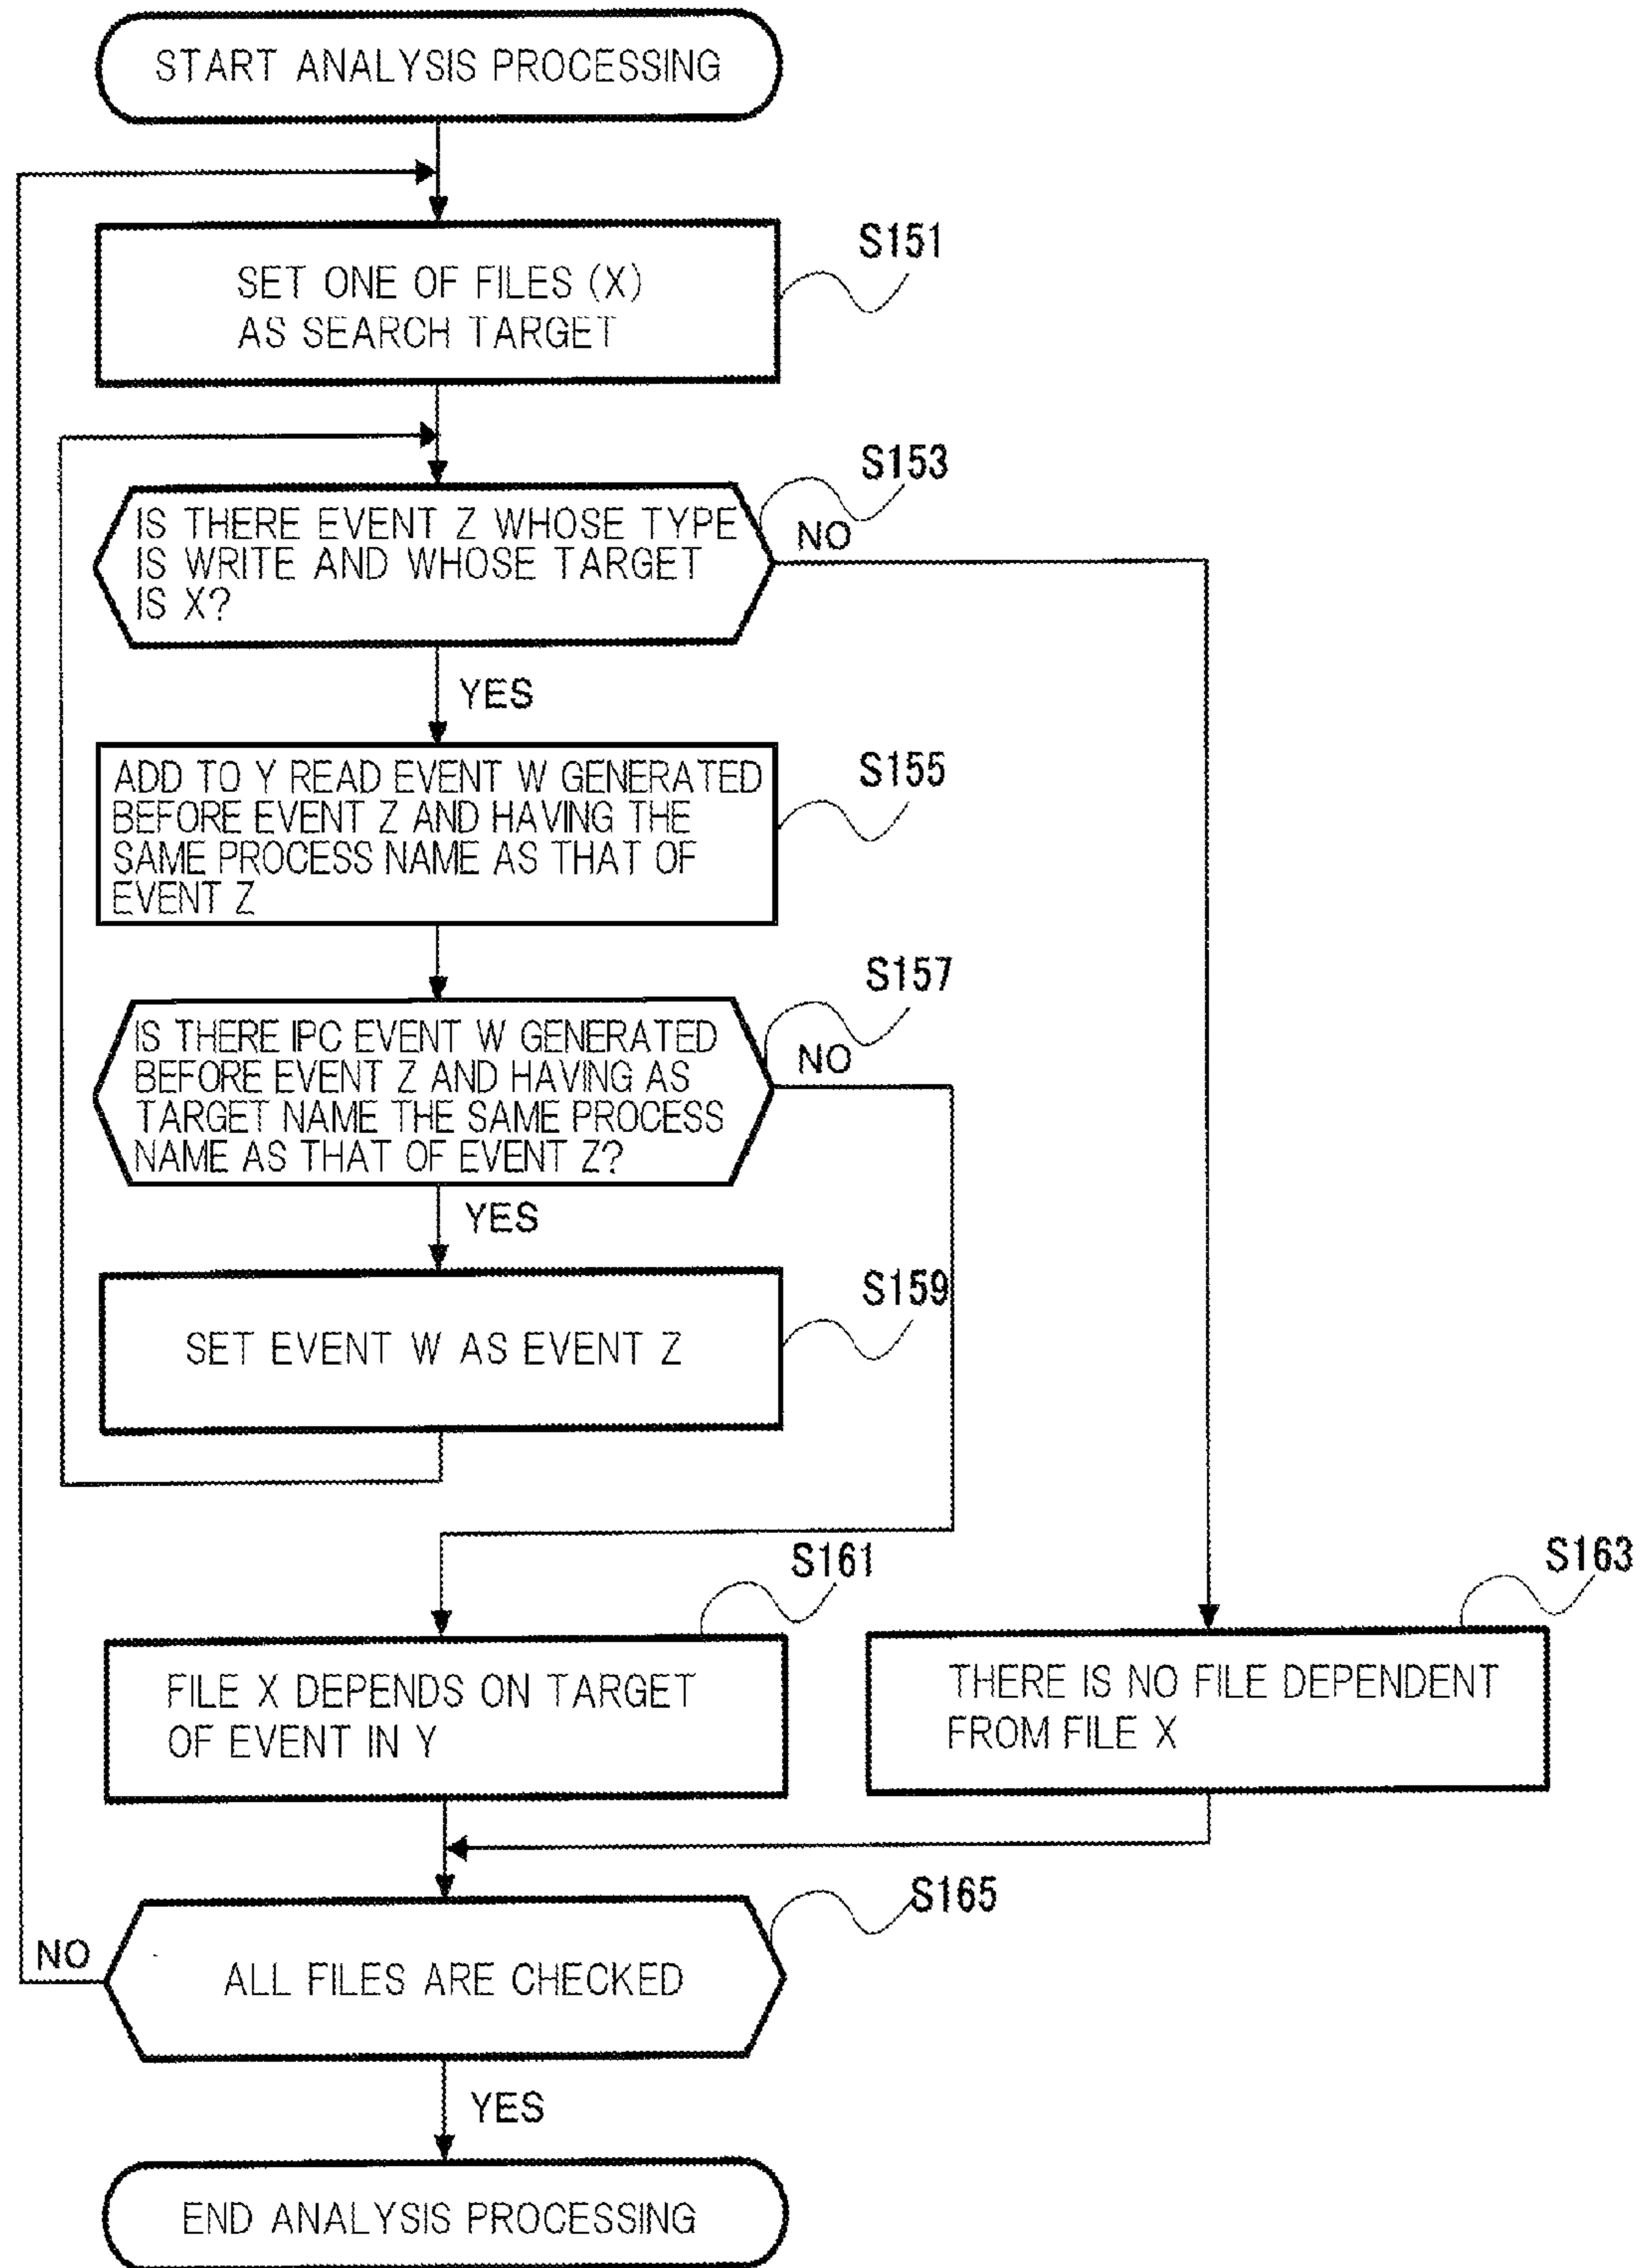 START ANALYSIS PROCESSING
S151
SET ONE OF FILES (X)
AS SEARCH TARGET
S153
IS THERE EVENT Z WHOSE TYPE
IS WRITE AND WHOSE TARGET
IS X?
NO
YES
S155
ADD TO Y READ EVENT W GENERATED
BEFORE EVENT Z AND HAVING THE
SAME PROCESS NAME AS THAT OF
EVENT Z
S157
IS THERE IPC EVENT W GENERATED
BEFORE EVENT Z AND HAVING AS
TARGET NAME THE SAME PROCESS
NAME AS THAT OF EVENT Z?
NO
YES
S159
SET EVENT W AS EVENT Z
S161
FILE X DEPENDS ON TARGET
OF EVENT IN Y
S163
THERE IS NO FILE DEPENDENT
FROM FILE X
S165
NO
ALL FILES ARE CHECKED
YES
END ANALYSIS PROCESSING